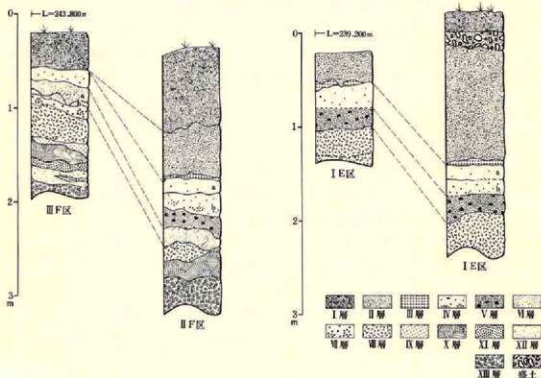 0
L=243.800m
1
2
3
m
ⅢF区
a
b
ⅡF区
0
L=239.200m
1
2
3
m
ⅠE区
a
b
ⅠE区
Ⅰ層 Ⅱ層 Ⅲ層 Ⅳ層 Ⅴ層 Ⅵ層
Ⅶ層 Ⅷ層 Ⅸ層 Ⅹ層 Ⅺ層 Ⅻ層
XIII層 盛土